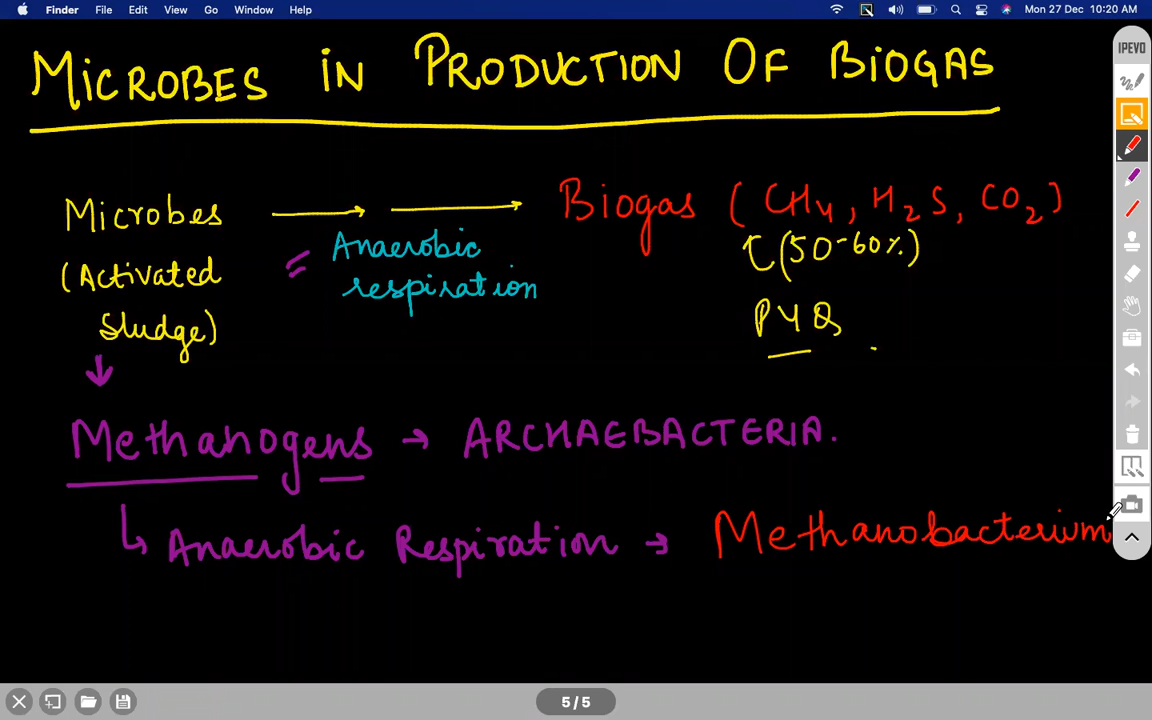 Finder File Edit Movies Go Window Help Mon 27 Dec 10:20 AM
IPEVO
MICROBES IN PRODUCTION OF BIOGAS
Microbes → → Biogas (CH4, H2S, CO2)
(Activated Sludge) = Anaerobic respiration
(50-60%)
PYQ
Methanogens → ARCHAEBACTERIA.
↳ Anaerobic Respiration → Methanobacterium
5/5